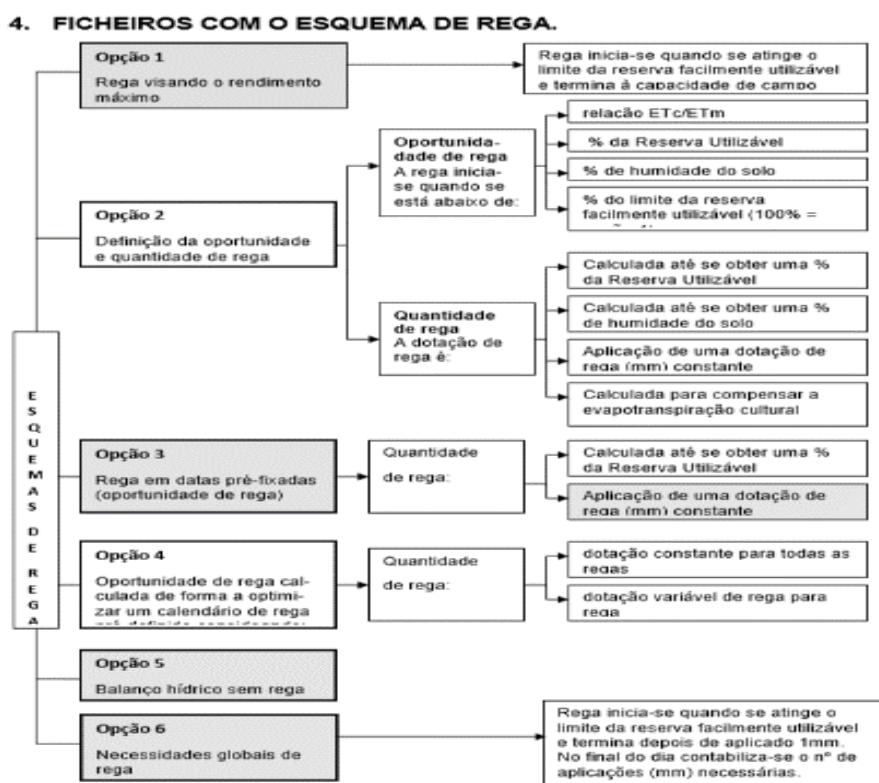 4. FICHEIROS COM O ESQUEMA DE REGA.
ESQUEMAS DE REGA
Opção 1
Rega visando o rendimento
máximo
Rega inicia-se quando se atinge o
limite da reserva facilmente utilizável
e termina à capacidade de campo
Opção 2
Definição da oportunidade
e quantidade de rega
Oportunida-
dade de rega
A rega inicia-
se quando se
está abaixo de:
relação ETc/ETm
% da Reserva Utilizável
% de humidade do solo
% do limite da reserva
facilmente utilizável (100% =
Quantidade
de rega
A dotação de
rega é:
Calculada até se obter uma %
da Reserva Utilizável
Calculada até se obter uma %
de humidade do solo
Aplicação de uma dotação de
rega (mm) constante
Calculada para compensar a
evapotranspiração cultural
Opção 3
Rega em datas pré-fixadas
(oportunidade de rega)
Quantidade
de rega:
Calculada até se obter uma %
da Reserva Utilizável
Aplicação de uma dotação de
rega (mm) constante
Opção 4
Oportunidade de rega cal-
culada de forma a optimi-
zar um calendário de rega
Quantidade
de rega:
dotação constante para todas as
regas
dotação variável de rega para
rega
Opção 5
Balanço hídrico sem rega
Opção 6
Necessidades globais de
rega
Rega inicia-se quando se atinge o
limite da reserva facilmente utilizável
e termina depois de aplicado 1mm.
No final do dia contabiliza-se o nº de
aplicações (mm) necessárias.